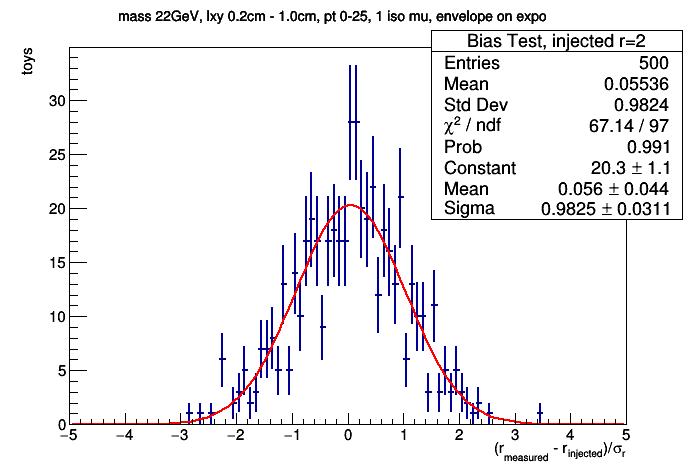 mass 22GeV, lxy 0.2cm - 1.0cm, pt 0-25, 1 iso mu, envelope on expo
Bias Test, injected r=2
Entries 500
Mean 0.05536
Std Dev 0.9824
χ² / ndf 67.14 / 97
Prob 0.991
Constant 20.3 ± 1.1
Mean 0.056 ± 0.044
Sigma 0.9825 ± 0.0311
toys
30
25
20
15
10
5
0
−5 −4 −3 −2 −1 0 1 2 3 4 5
(r_measured - r_injected)/σ_r